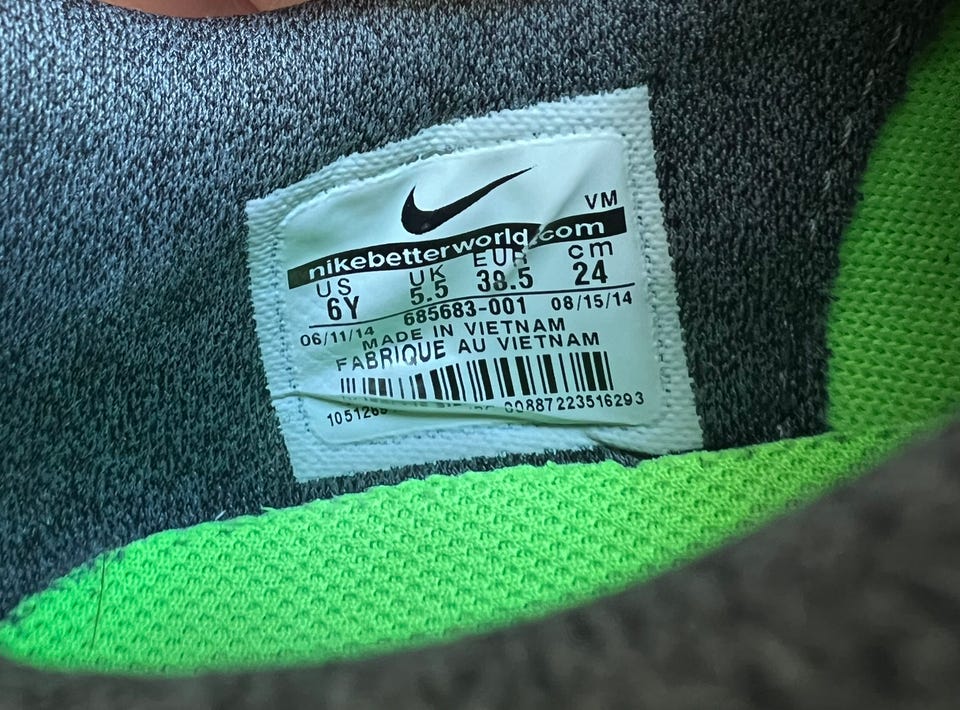 VM
nikebetterworld.com
US UK EUR cm
6Y 5.5 38.5 24
06/11/14 685683-001 08/15/14
MADE IN VIETNAM
FABRIQUE AU VIETNAM
00887223516293